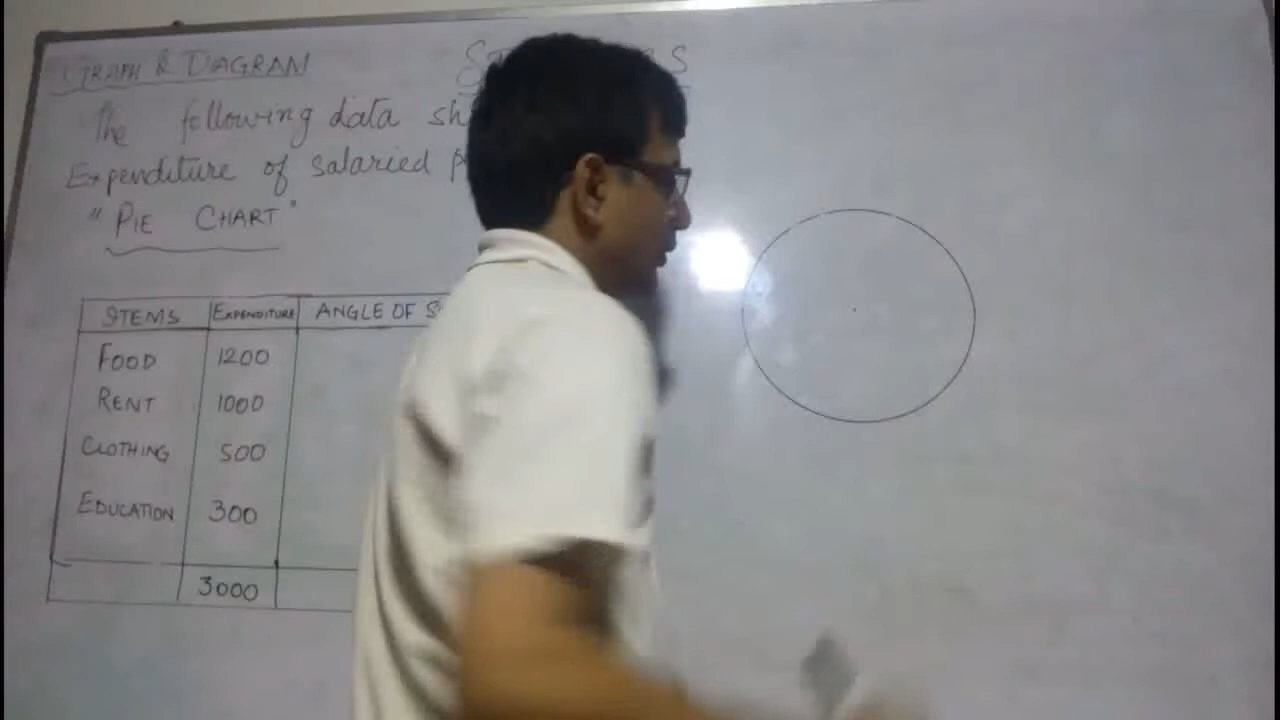 GRAPH & DIAGRAM
The following data
Expenditure of salaried
"PIE CHART"
ITEMS EXPENDITURE ANGLE OF
FOOD 1200
RENT 1000
CLOTHING 500
EDUCATION 300
3000